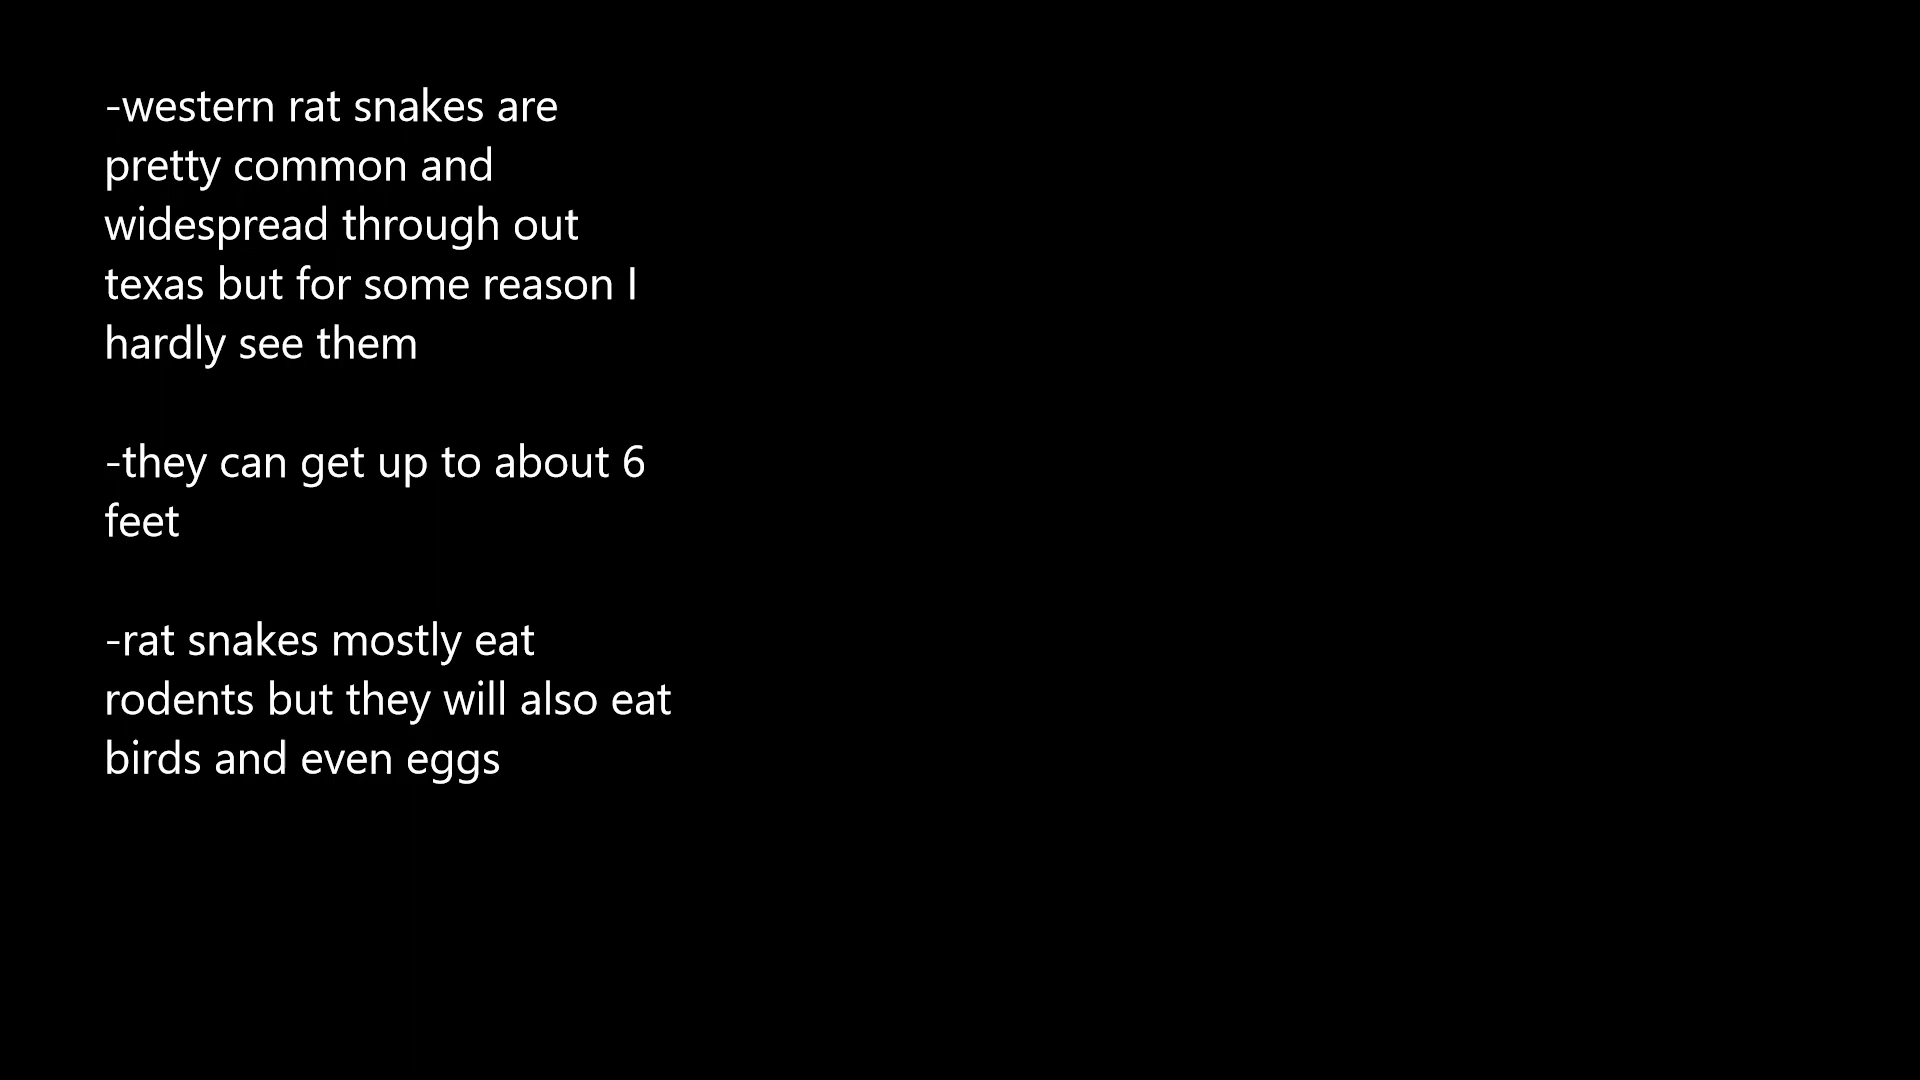 -western rat snakes are
pretty common and
widespread through out
texas but for some reason I
hardly see them
-they can get up to about 6
feet
-rat snakes mostly eat
rodents but they will also eat
birds and even eggs